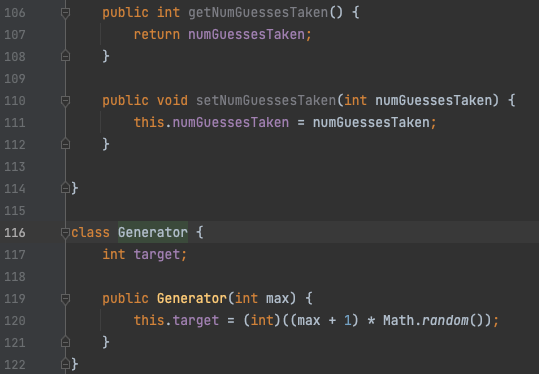 106 public int getNumGuessesTaken() {
107 return numGuessesTaken;
108 }
109
110 public void setNumGuessesTaken(int numGuessesTaken) {
111 this.numGuessesTaken = numGuessesTaken;
112 }
113
114 }
115
116 class Generator {
117 int target;
118
119 public Generator(int max) {
120 this.target = (int)((max + 1) * Math.random());
121 }
122 }